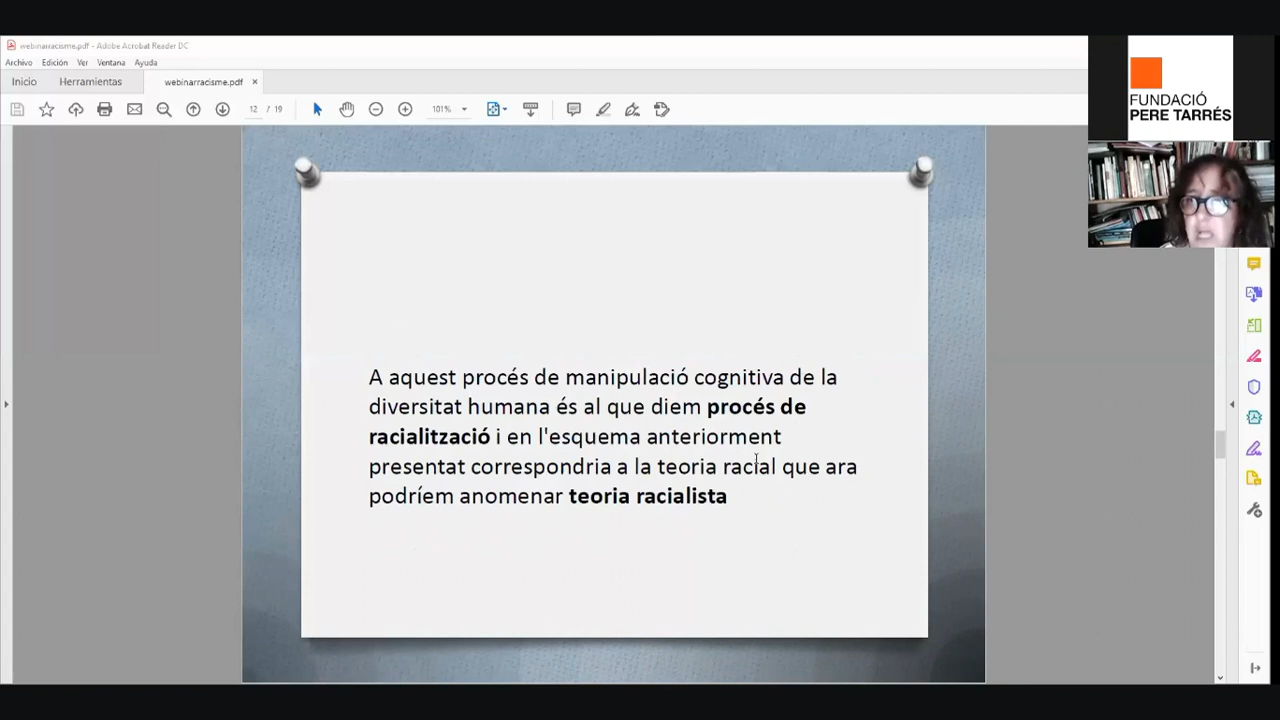 webinarracisme.pdf - Adobe Acrobat Reader DC
Archivo Edición Ver Ventana Ayuda
Inicio Herramientas webinarracisme.pdf ×
12 / 19 101%
FUNDACIÓ
PERE TARRÉS
A aquest procés de manipulació cognitiva de la
diversitat humana és al que diem procés de
racialització i en l'esquema anteriorment
presentat correspondria a la teoria racial que ara
podríem anomenar teoria racialista